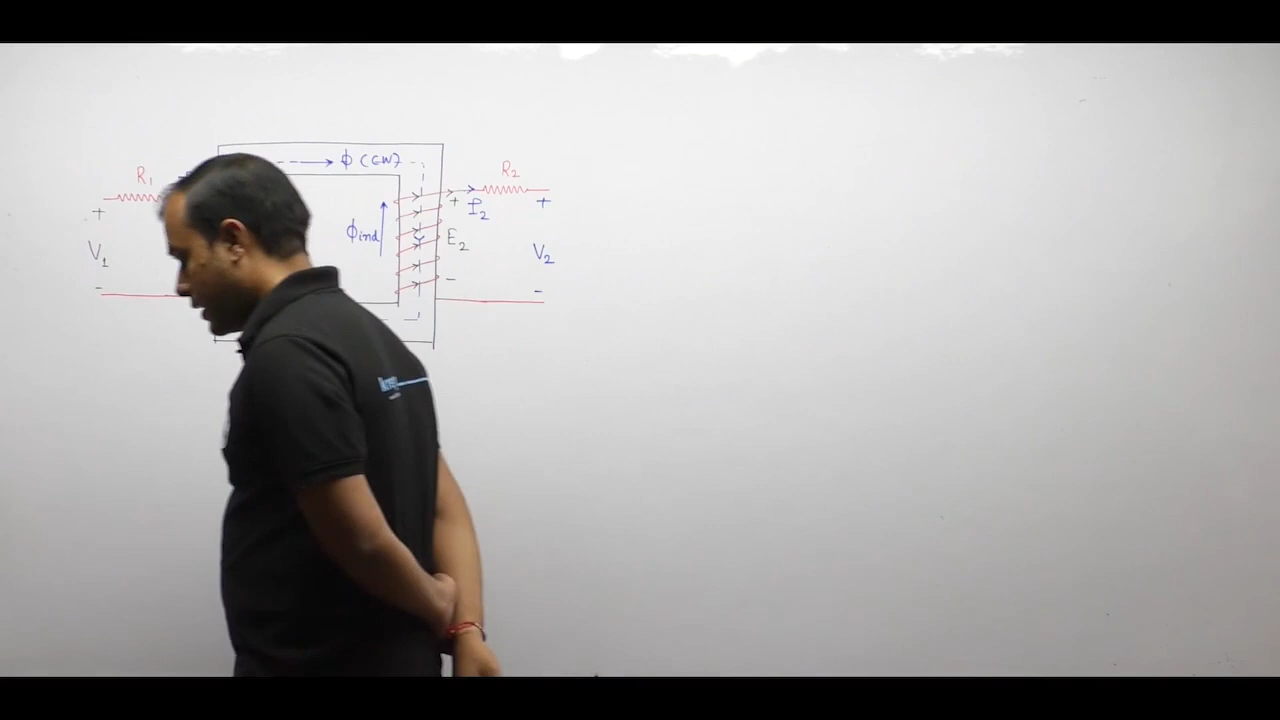 ϕ (CW)
R1
R2
+
+
I2
+
ϕind
E2
V1
V2
-
-
-